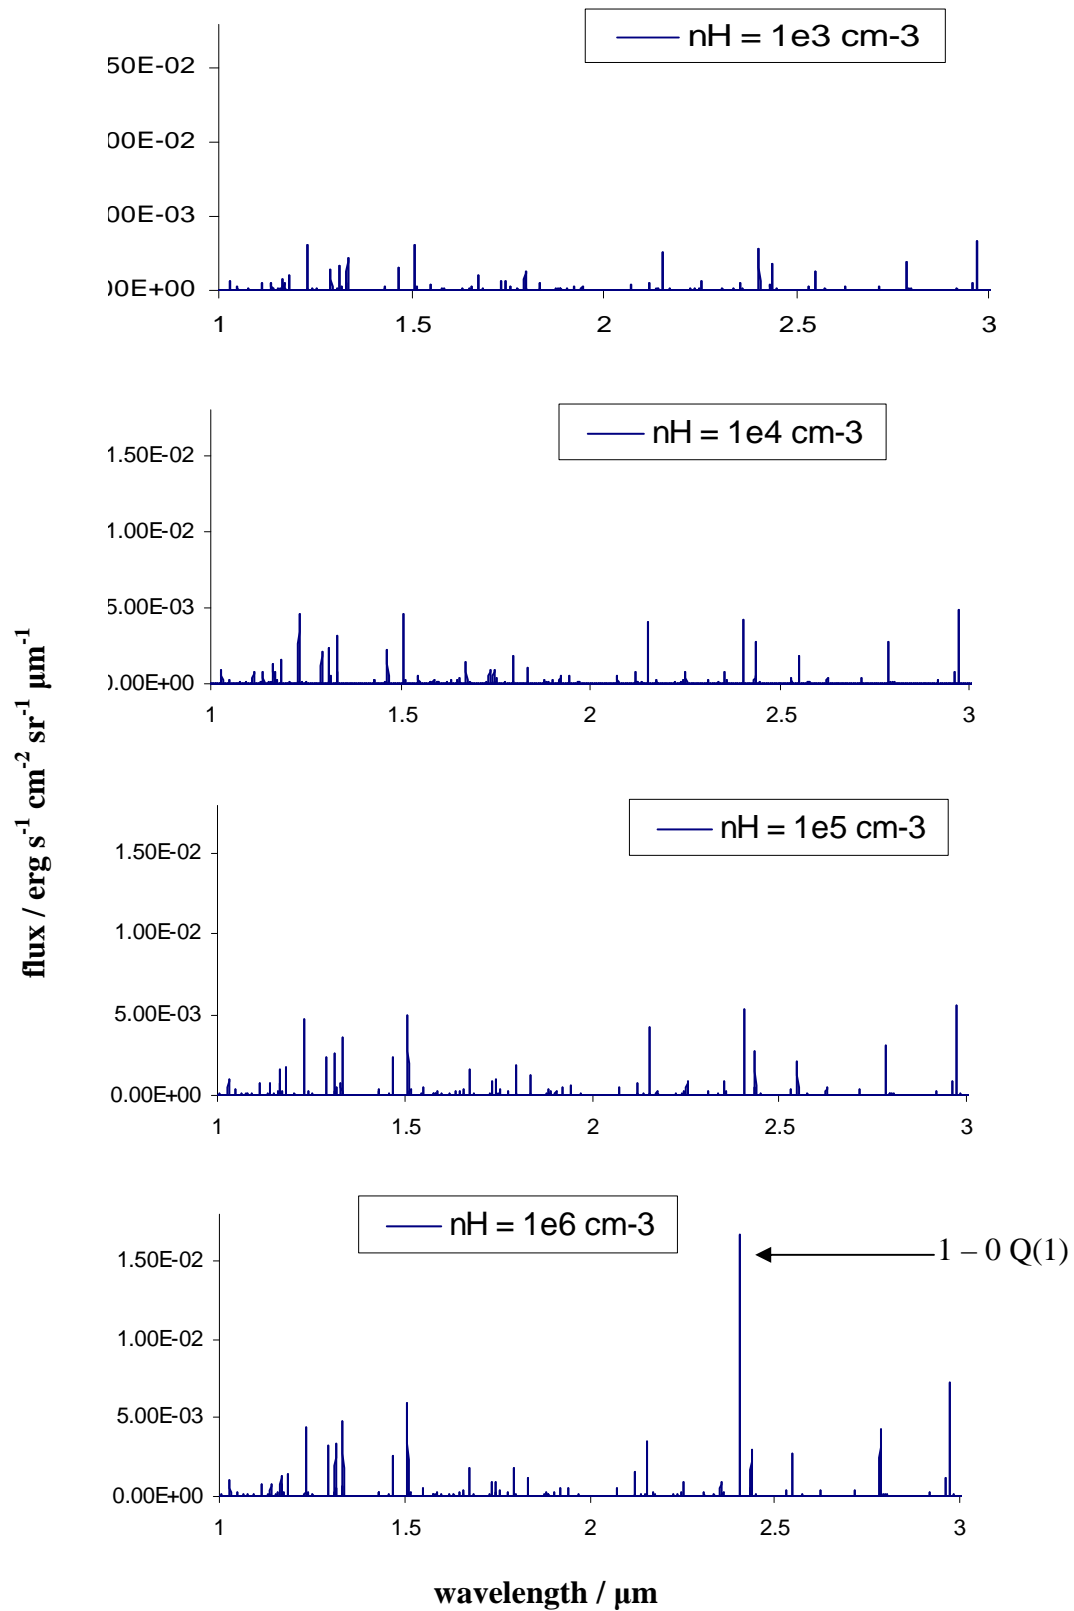 nH = 1e3 cm-3
50E-02
00E-02
00E-03
00E+00
1 1.5 2 2.5 3
nH = 1e4 cm-3
1.50E-02
1.00E-02
5.00E-03
0.00E+00
1 1.5 2 2.5 3
flux / erg s-1 cm-2 sr-1 µm-1
nH = 1e5 cm-3
1.50E-02
1.00E-02
5.00E-03
0.00E+00
1 1.5 2 2.5 3
nH = 1e6 cm-3
1 – 0 Q(1)
1.50E-02
1.00E-02
5.00E-03
0.00E+00
1 1.5 2 2.5 3
wavelength / µm